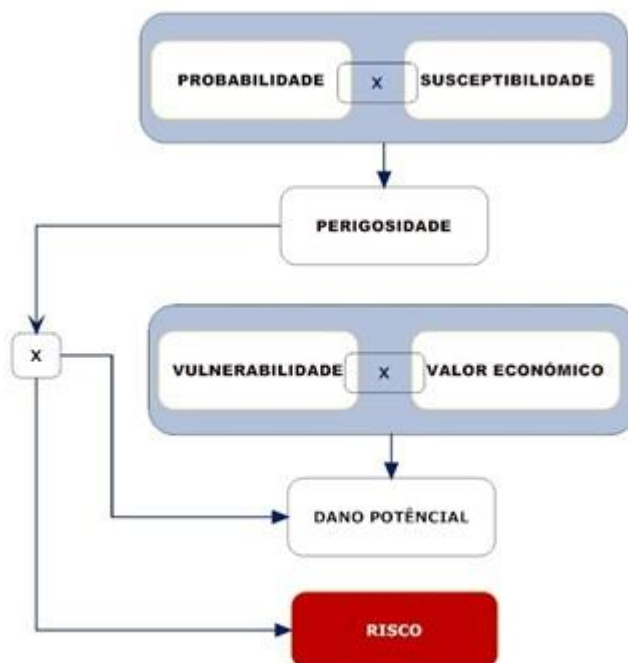 PROBABILIDADE X SUSCEPTIBILIDADE
PERIGOSIDADE
X
VULNERABILIDADE X VALOR ECONÓMICO
DANO POTÊNCIAL
RISCO